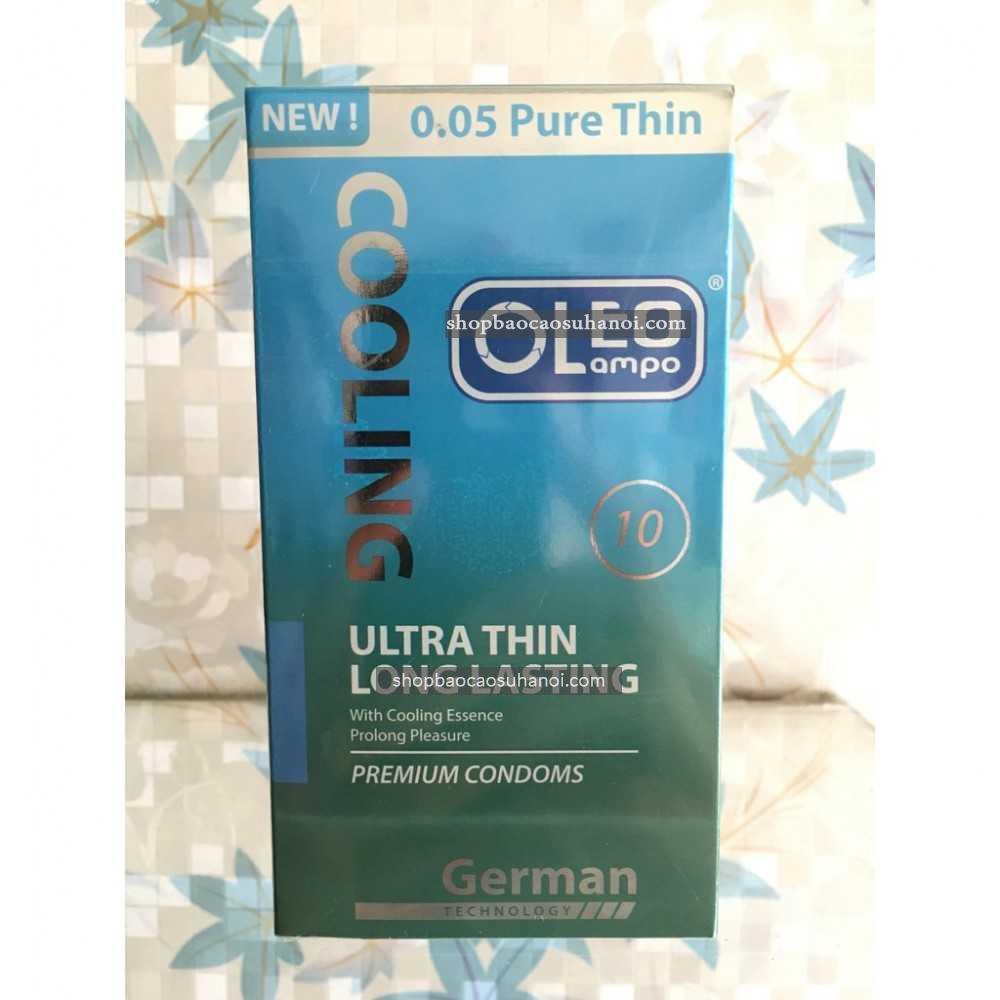 NEW !
0.05 Pure Thin
COOLING
OLEO
ampo
®
shopbaocaosuhanoi.com
10
ULTRA THIN
LONG LASTING
shopbaocaosuhanoi.com
With Cooling Essence
Prolong Pleasure
PREMIUM CONDOMS
German
TECHNOLOGY